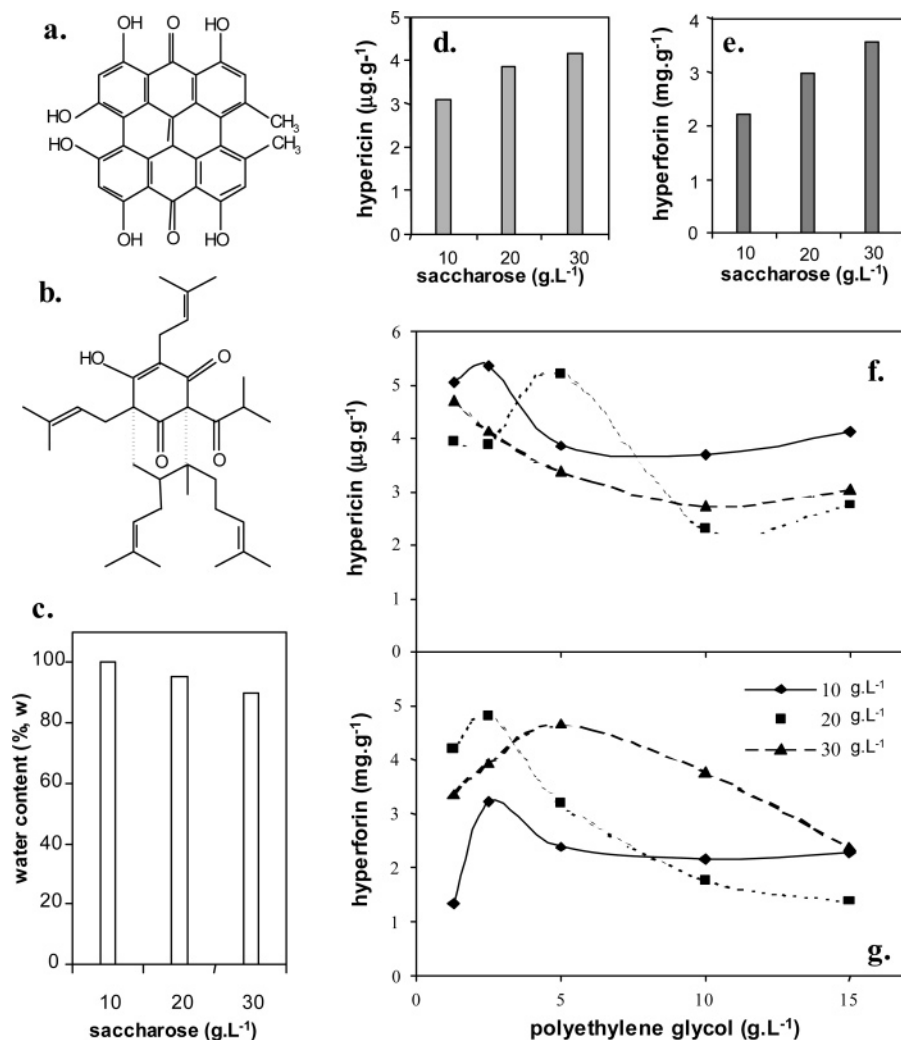 a.
OH O OH
HO
CH₃
HO
CH₃
OH O OH
b.
HO
O
O
O
c.
water content (%, w)
100
80
60
40
20
0
10 20 30
saccharose (g.L-1)
d.
hypericin (µg.g-1)
5
4
3
2
1
0
10 20 30
saccharose (g.L-1)
e.
hyperforin (mg.g-1)
4
3
2
1
0
10 20 30
saccharose (g.L-1)
f.
hypericin (µg.g-1)
6
5
4
3
2
1
0
g.
hyperforin (mg.g-1)
5
4
3
2
1
0
10 g.L-1
20 g.L-1
30 g.L-1
0 5 10 15
polyethylene glycol (g.L-1)